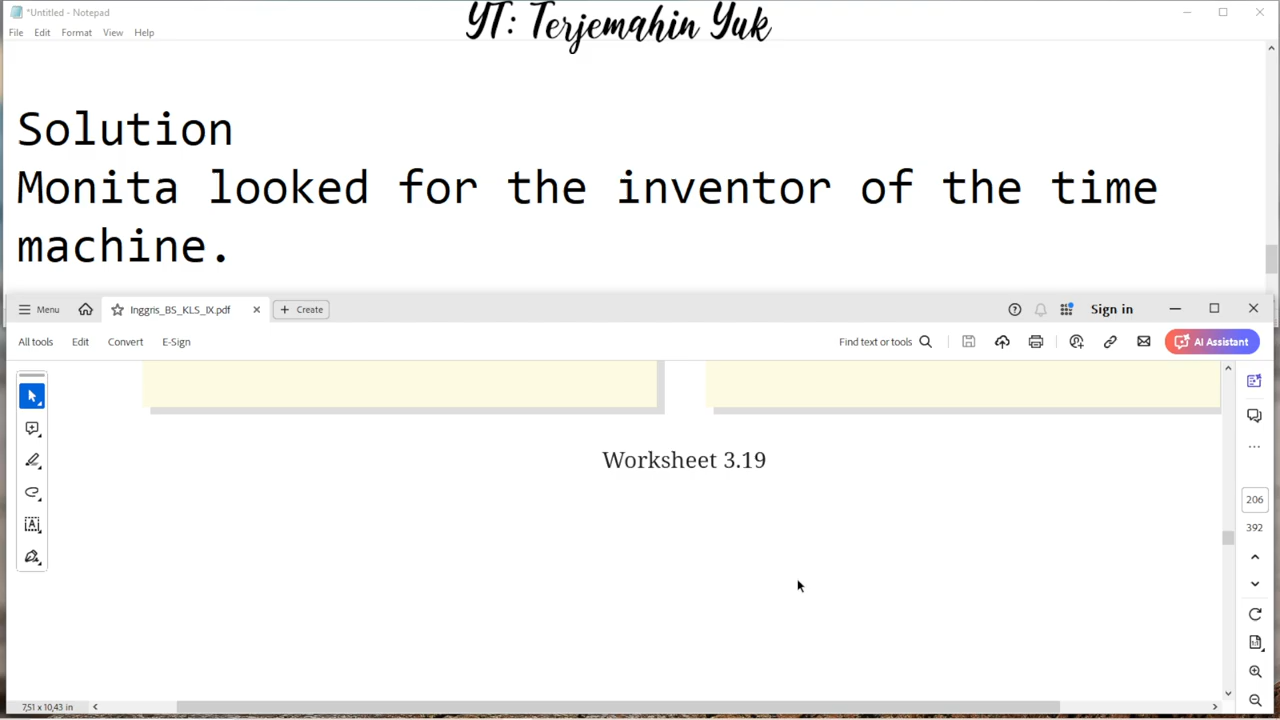 *Untitled - Notepad
YT: Terjemahin Yuk
File Edit Format View Help
Solution
Monita looked for the inventor of the time
machine.
Menu Inggris_BS_KLS_IX.pdf Create Sign in
All tools Edit Convert E-Sign Find text or tools AI Assistant
Worksheet 3.19
206
392
7,51 x 10,43 in